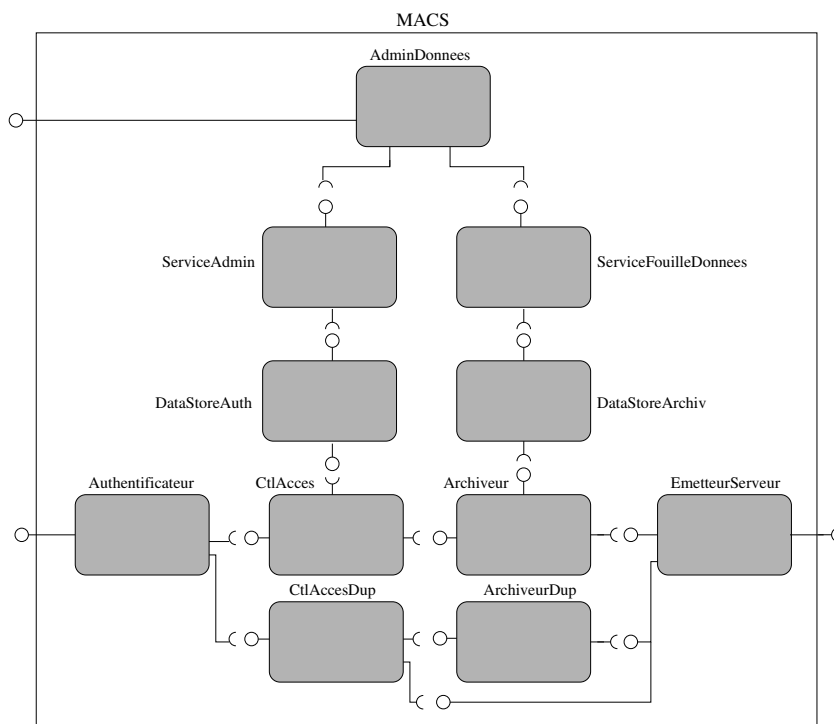 MACS
AdminDonnees
ServiceAdmin
ServiceFouilleDonnees
DataStoreAuth
DataStoreArchiv
Authentificateur
CtlAcces
Archiveur
EmetteurServeur
CtlAccesDup
ArchiveurDup